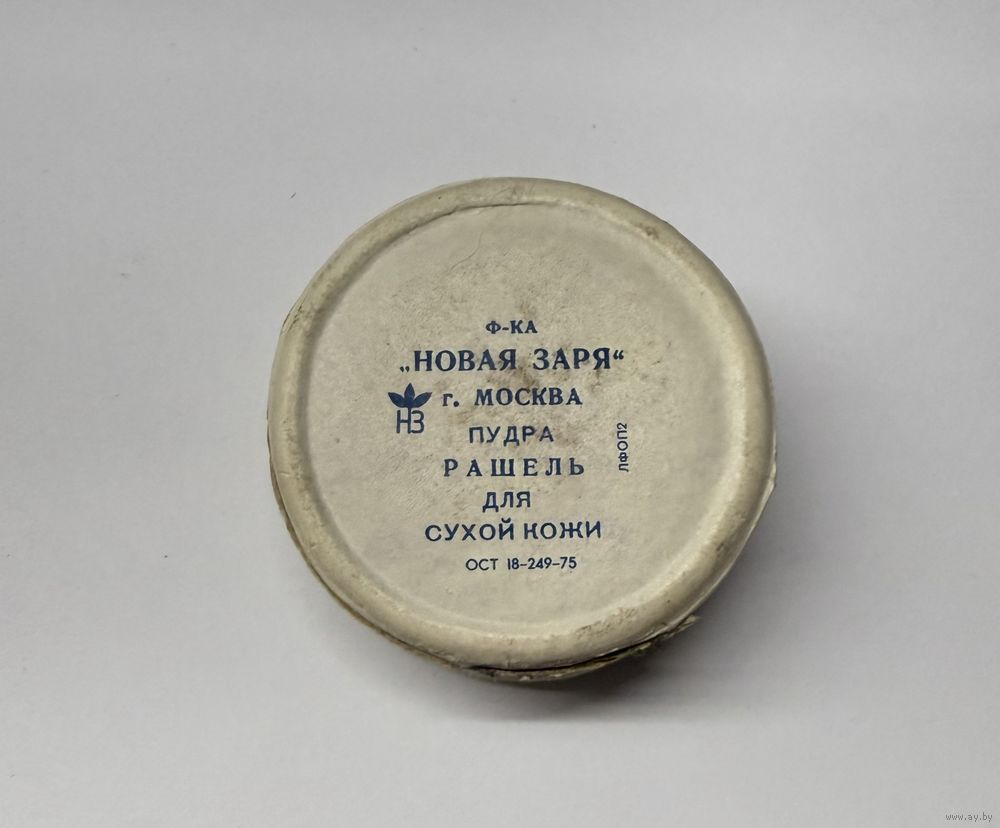 Ф-КА
„НОВАЯ ЗАРЯ“
г. МОСКВА
НЗ
ПУДРА
РАШЕЛЬ
ДЛЯ
СУХОЙ КОЖИ
ОСТ 18-249-75
ЛФОП2
www.ay.by